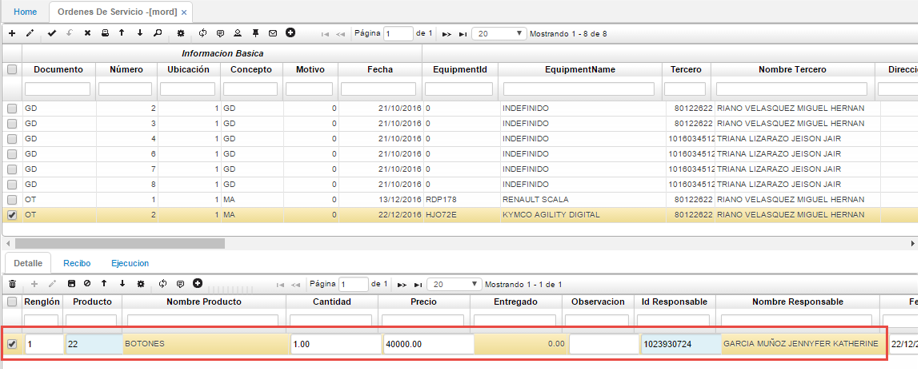 Home Ordenes De Servicio -[mord] ×
Página 1 de 1 20 Mostrando 1 - 8 de 8
Informacion Basica
Documento Número Ubicación Concepto Motivo Fecha EquipmentId EquipmentName Tercero Nombre Tercero Direcci
GD 2 1 GD 0 21/10/2016 0 INDEFINIDO 80122622 RIANO VELASQUEZ MIGUEL HERNAN
GD 3 1 GD 0 21/10/2016 0 INDEFINIDO 80122622 RIANO VELASQUEZ MIGUEL HERNAN
GD 4 1 GD 0 21/10/2016 0 INDEFINIDO 1016034512 TRIANA LIZARAZO JEISON JAIR
GD 6 1 GD 0 21/10/2016 0 INDEFINIDO 1016034512 TRIANA LIZARAZO JEISON JAIR
GD 7 1 GD 0 21/10/2016 0 INDEFINIDO 1016034512 TRIANA LIZARAZO JEISON JAIR
GD 8 1 GD 0 21/10/2016 0 INDEFINIDO 1016034512 TRIANA LIZARAZO JEISON JAIR
OT 1 1 MA 0 13/12/2016 RDP178 RENAULT SCALA 80122622 RIANO VELASQUEZ MIGUEL HERNAN
OT 2 1 MA 0 22/12/2016 HJO72E KYMCO AGILITY DIGITAL 80122622 RIANO VELASQUEZ MIGUEL HERNAN
Detalle Recibo Ejecucion
Página 1 de 1 20 Mostrando 1 - 1 de 1
Renglón Producto Nombre Producto Cantidad Precio Entregado Observacion Id Responsable Nombre Responsable Fe
1 22 BOTONES 1.00 40000.00 0.00 1023930724 GARCIA MUÑOZ JENNYFER KATHERINE 22/12/2